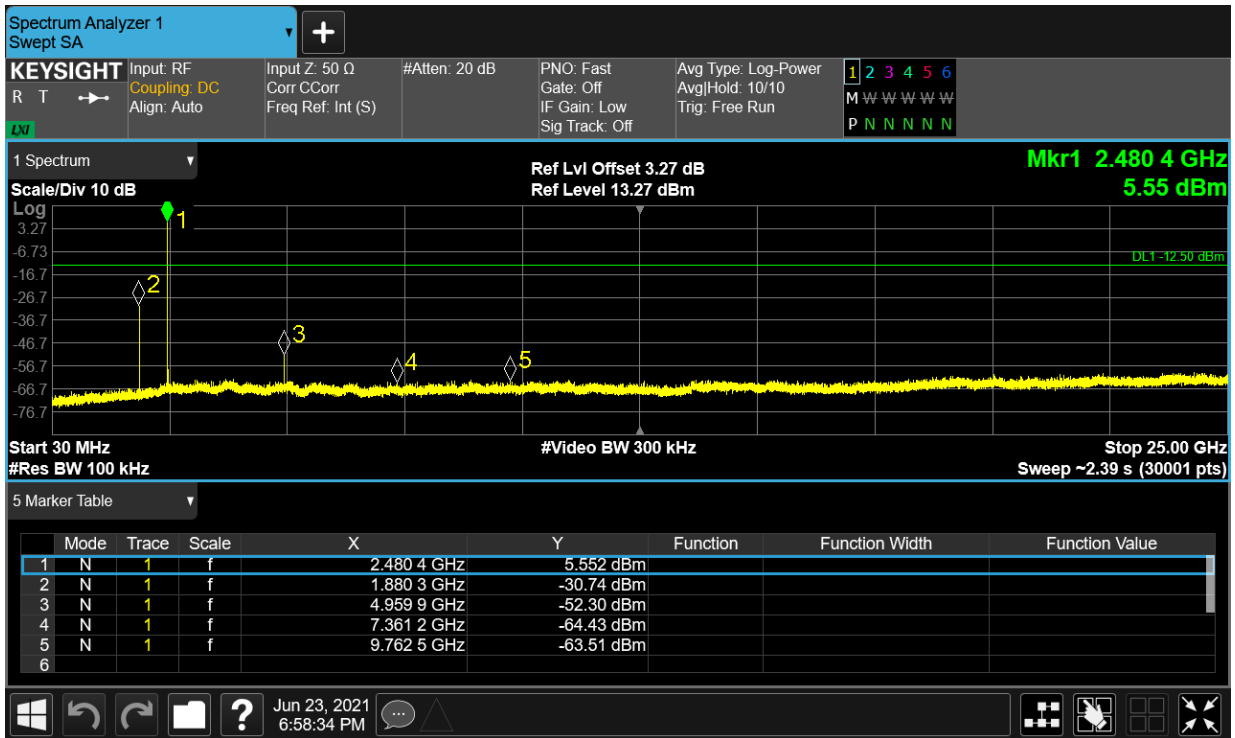 Spectrum Analyzer 1
Swept SA
+
KEYSIGHT
R T
LXI
Input: RF
Coupling: DC
Align: Auto
Input Z: 50 Ω
Corr CCorr
Freq Ref: Int (S)
#Atten: 20 dB
PNO: Fast
Gate: Off
IF Gain: Low
Sig Track: Off
Avg Type: Log-Power
Avg|Hold: 10/10
Trig: Free Run
1 2 3 4 5 6
M W W W W W
P N N N N N
1 Spectrum
Scale/Div 10 dB
Ref Lvl Offset 3.27 dB
Ref Level 13.27 dBm
Mkr1 2.480 4 GHz
5.55 dBm
Log
3.27
-6.73
-16.7
-26.7
-36.7
-46.7
-56.7
-66.7
-76.7
1
2
3
4
5
DL1 -12.50 dBm
Start 30 MHz
#Video BW 300 kHz
Stop 25.00 GHz
#Res BW 100 kHz
Sweep ~2.39 s (30001 pts)
5 Marker Table
Mode Trace Scale X Y Function Function Width Function Value
1 N 1 f 2.480 4 GHz 5.552 dBm
2 N 1 f 1.880 3 GHz -30.74 dBm
3 N 1 f 4.959 9 GHz -52.30 dBm
4 N 1 f 7.361 2 GHz -64.43 dBm
5 N 1 f 9.762 5 GHz -63.51 dBm
6
?
Jun 23, 2021
6:58:34 PM